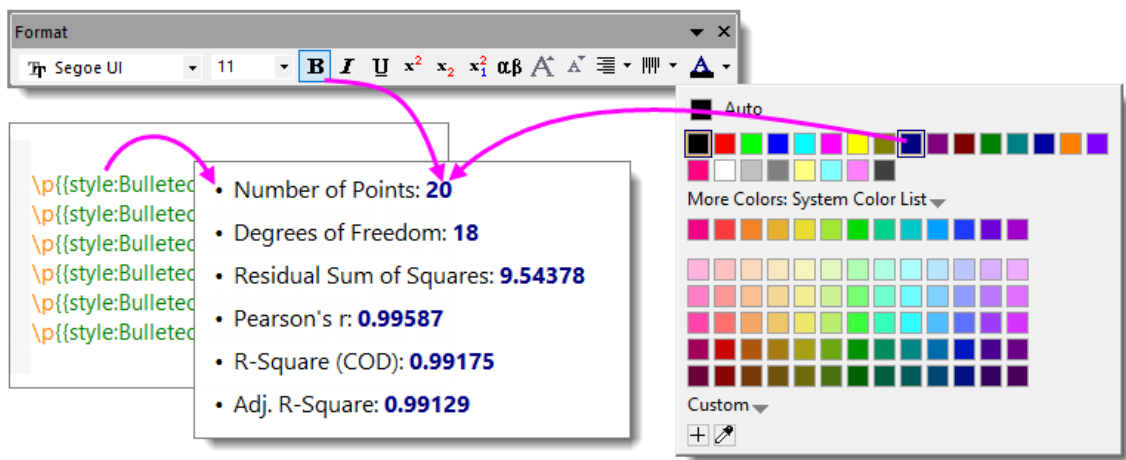 Format
Segoe UI 11 B I U x² x₂ x²₁ αβ A A A
Auto
\p{{style:Bulleted
\p{{style:Bulleted
\p{{style:Bulleted
\p{{style:Bulleted
\p{{style:Bulleted
\p{{style:Bulleted
• Number of Points: 20
• Degrees of Freedom: 18
• Residual Sum of Squares: 9.54378
• Pearson's r: 0.99587
• R-Square (COD): 0.99175
• Adj. R-Square: 0.99129
More Colors: System Color List
Custom